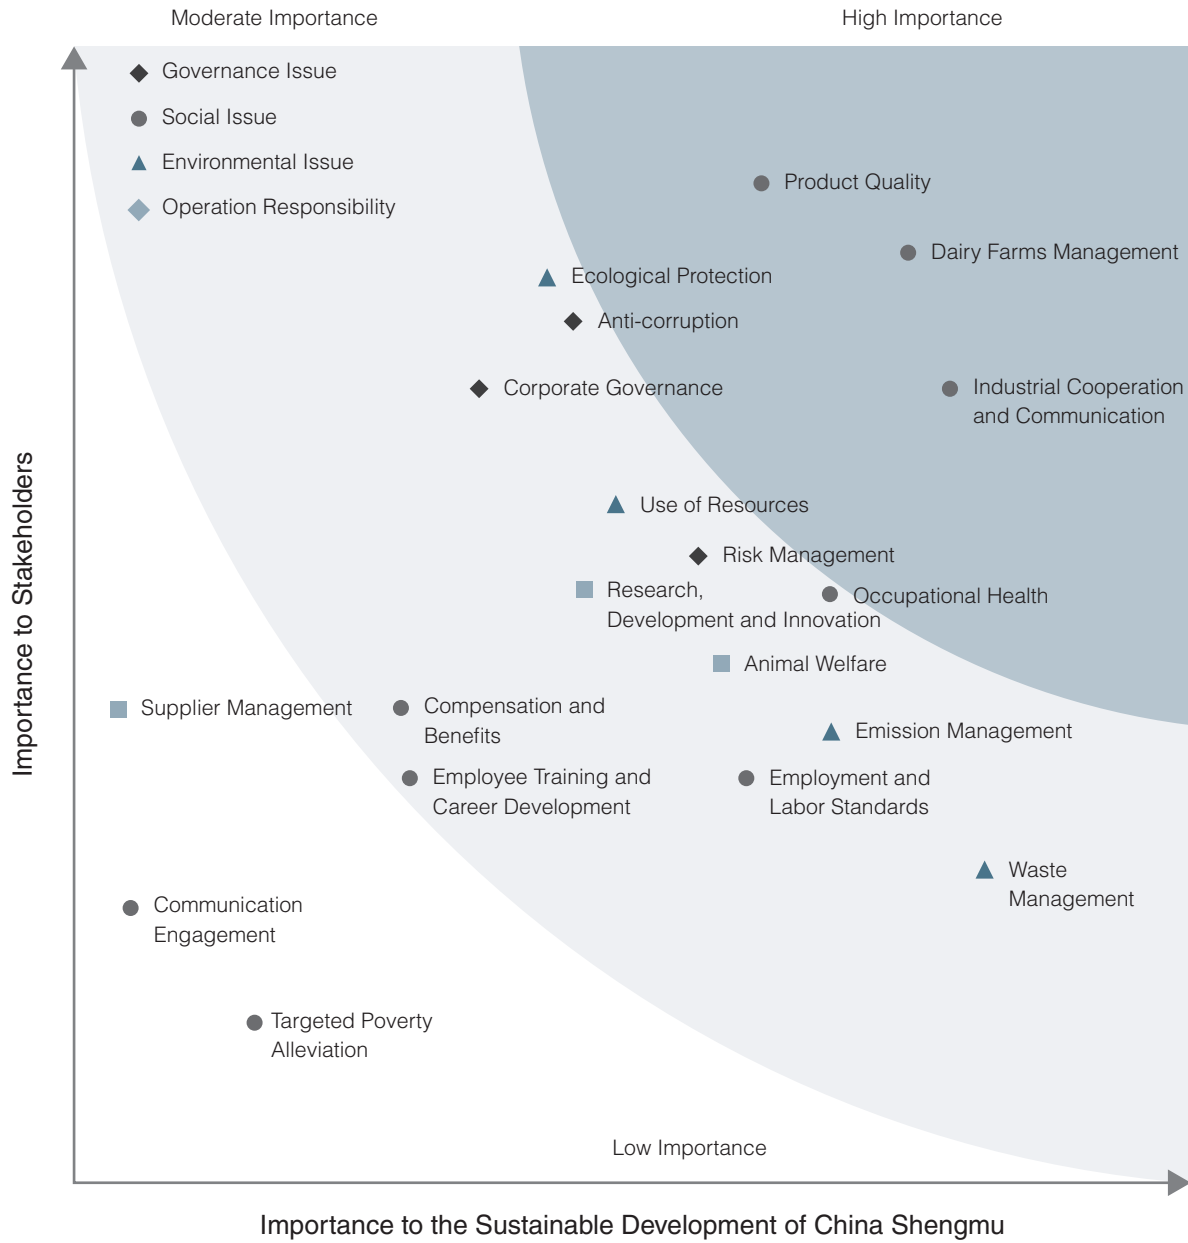 Moderate Importance
High Importance
Governance Issue
Social Issue
Environmental Issue
Operation Responsibility
Product Quality
Dairy Farms Management
Ecological Protection
Anti-corruption
Corporate Governance
Industrial Cooperation
and Communication
Use of Resources
Risk Management
Research,
Development and Innovation
Occupational Health
Animal Welfare
Supplier Management
Compensation and
Benefits
Emission Management
Employee Training and
Career Development
Employment and
Labor Standards
Waste
Management
Communication
Engagement
Targeted Poverty
Alleviation
Low Importance
Importance to Stakeholders
Importance to the Sustainable Development of China Shengmu